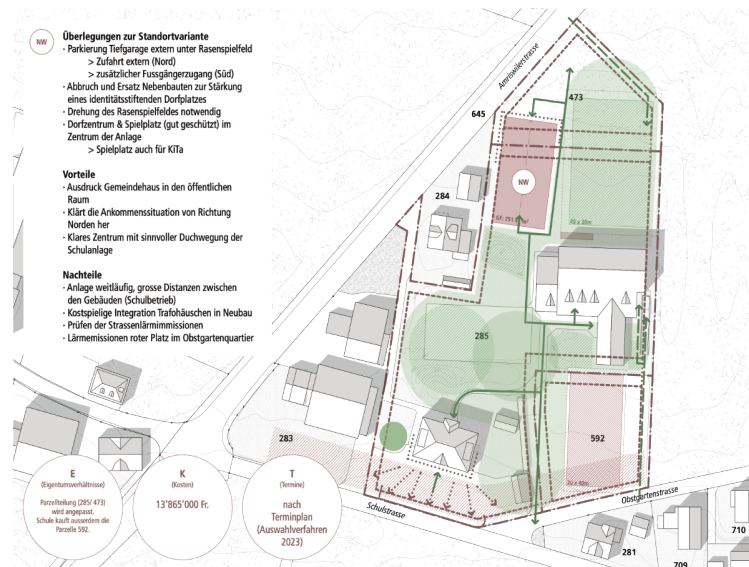 NW
Überlegungen zur Standortvariante
· Parkierung Tiefgarage extern unter Rasenspielfeld
> Zufahrt extern (Nord)
> zusätzlicher Fussgängerzugang (Süd)
· Abbruch und Ersatz Nebenbauten zur Stärkung
eines identitätsstiftenden Dorfplatzes
· Drehung des Rasenspielfeldes notwendig
· Dorfzentrum & Spielplatz (gut geschützt) im
Zentrum der Anlage
> Spielplatz auch für KiTa
Vorteile
· Ausdruck Gemeindehaus in den öffentlichen
Raum
· Klärt die Ankommenssituation von Richtung
Norden her
· Klares Zentrum mit sinnvoller Duchwegung der
Schulanlage
Nachteile
· Anlage weitläufig, grosse Distanzen zwischen
den Gebäuden (Schulbetrieb)
· Kostspielige Integration Trafohäuschen in Neubau
· Prüfen der Strassenlärmimmissionen
· Lärmemissionen roter Platz im Obstgartenquartier
Amriswilerstrasse
473
645
NW
284
45 x 28m
285
283
592
Schulstrasse
Obstgartenstrasse
281
709
710
E
(Eigentumverhältnisse)
Parzellteilung (285/ 473)
wird angepasst.
Schule kauft ausserdem die
Parzelle 592.
K
(Kosten)
13'865'000 Fr.
T
(Termine)
nach
Terminplan
(Auswahlverfahren
2023)